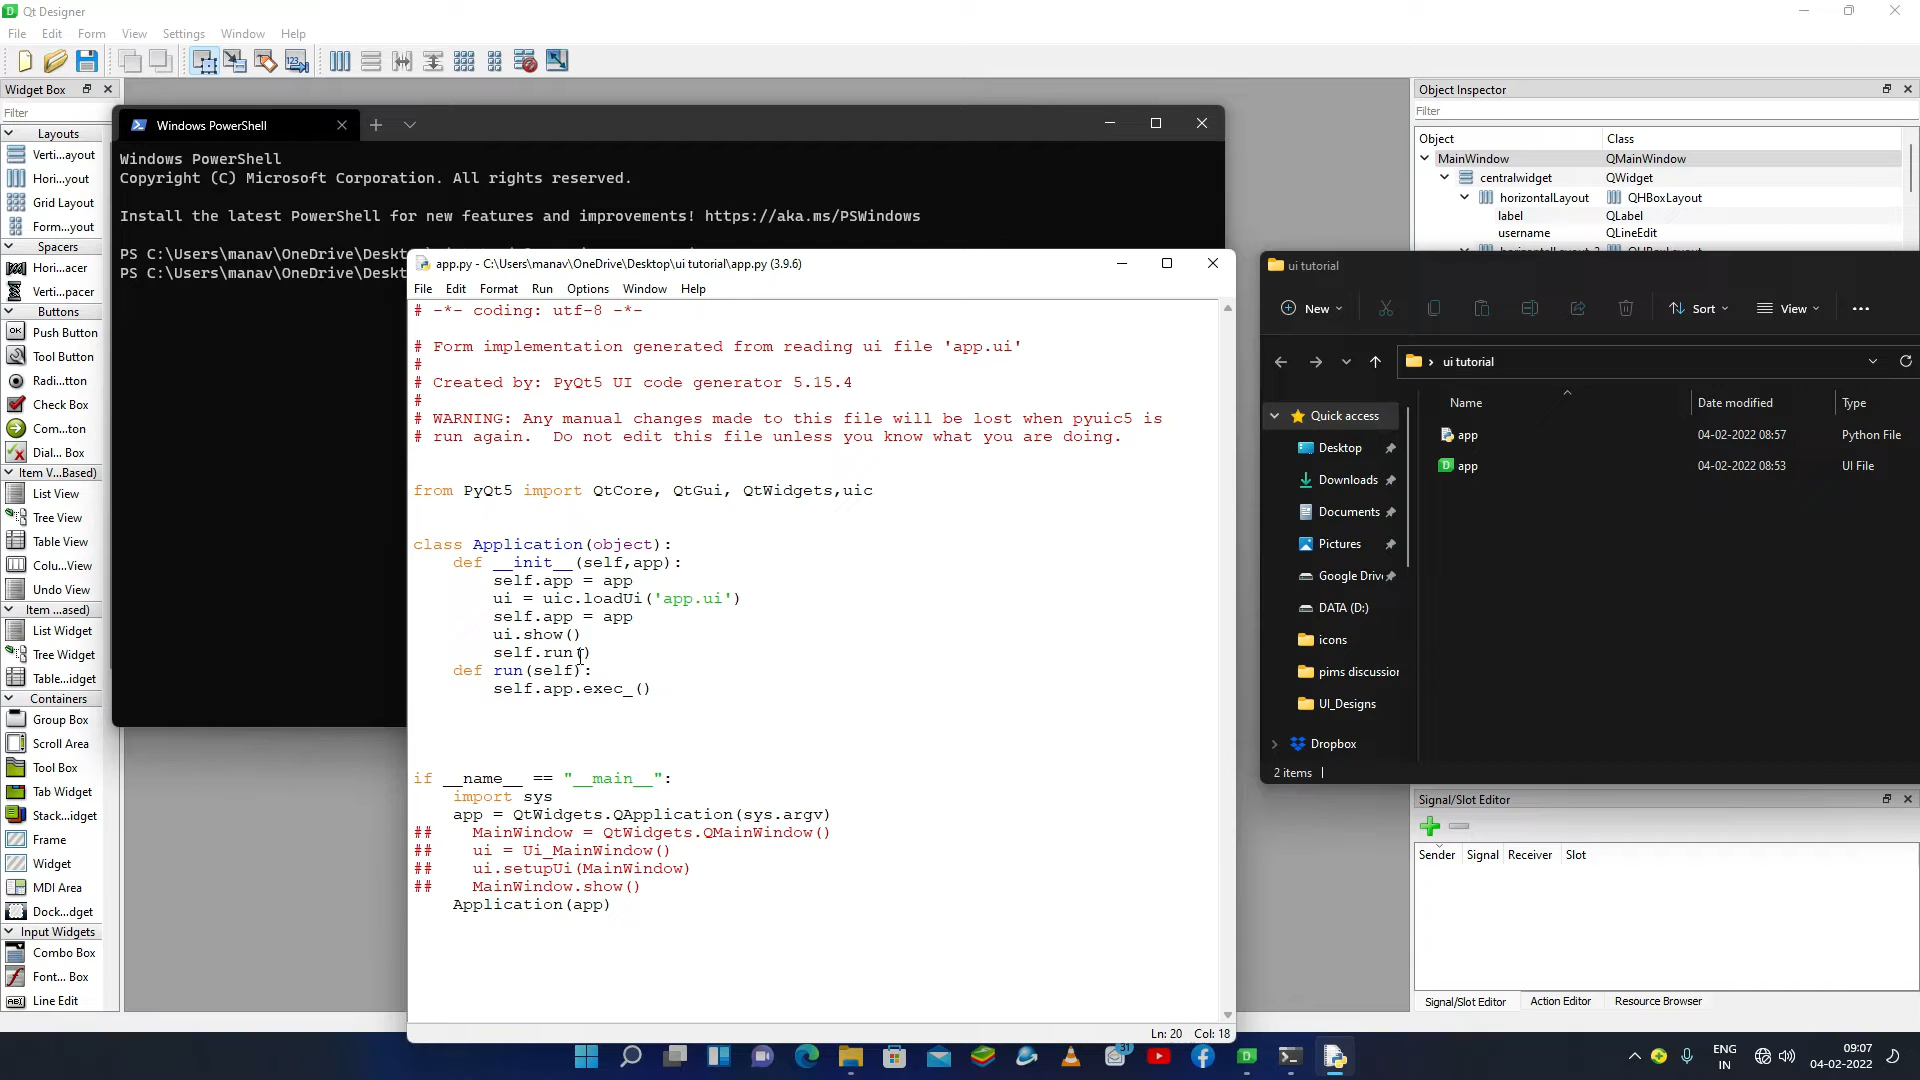 Qt Designer
File Edit Form View Settings Window Help
Widget Box
Filter
Layouts
Verti...ayout
Hori...yout
Grid Layout
Form...yout
Spacers
Hori...acer
Verti...pacer
Buttons
Push Button
Tool Button
Radi...tton
Check Box
Com...ton
Dial... Box
Item V...Based)
List View
Tree View
Table View
Colu...View
Undo View
Item ...ased)
List Widget
Tree Widget
Table...idget
Containers
Group Box
Scroll Area
Tool Box
Tab Widget
Stack...idget
Frame
Widget
MDI Area
Dock...dget
Input Widgets
Combo Box
Font... Box
Line Edit
Windows PowerShell
Windows PowerShell
Copyright (C) Microsoft Corporation. All rights reserved.
Install the latest PowerShell for new features and improvements! https://aka.ms/PSWindows
PS C:\Users\manav\OneDrive\Deskt
PS C:\Users\manav\OneDrive\Deskt
app.py - C:\Users\manav\OneDrive\Desktop\ui tutorial\app.py (3.9.6)
File Edit Format Run Options Window Help
# -*- coding: utf-8 -*-
# Form implementation generated from reading ui file 'app.ui'
#
# Created by: PyQt5 UI code generator 5.15.4
#
# WARNING: Any manual changes made to this file will be lost when pyuic5 is
# run again.  Do not edit this file unless you know what you are doing.
from PyQt5 import QtCore, QtGui, QtWidgets,uic
class Application(object):
def __init__(self,app):
self.app = app
ui = uic.loadUi('app.ui')
self.app = app
ui.show()
self.run()
def run(self):
self.app.exec_()
if __name__ == "__main__":
import sys
app = QtWidgets.QApplication(sys.argv)
##    MainWindow = QtWidgets.QMainWindow()
##    ui = Ui_MainWindow()
##    ui.setupUi(MainWindow)
##    MainWindow.show()
Application(app)
Ln: 20 Col: 18
Object Inspector
Filter
Object Class
MainWindow QMainWindow
centralwidget QWidget
horizontalLayout QHBoxLayout
label QLabel
username QLineEdit
ui tutorial
New Sort View
ui tutorial
Name Date modified Type
Quick access
Desktop
Downloads
Documents
Pictures
Google Driv
DATA (D:)
icons
pims discussior
UI_Designs
Dropbox
app 04-02-2022 08:57 Python File
app 04-02-2022 08:53 UI File
2 items
Signal/Slot Editor
Sender Signal Receiver Slot
Signal/Slot Editor Action Editor Resource Browser
31
ENG
IN
09:07
04-02-2022